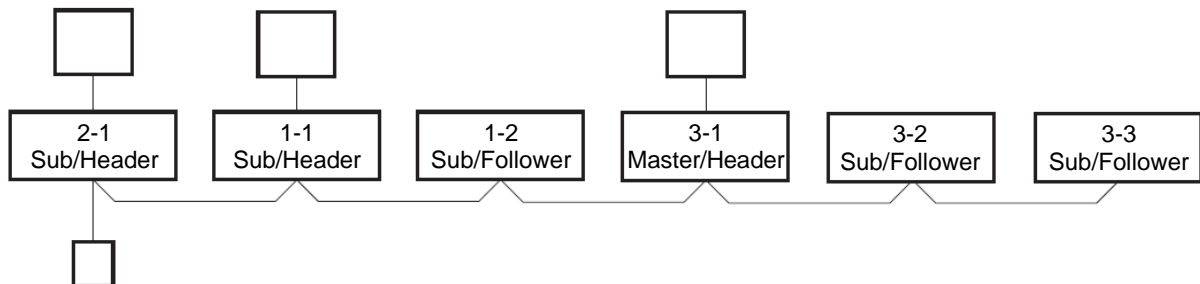 2-1
Sub/Header
1-1
Sub/Header
1-2
Sub/Follower
3-1
Master/Header
3-2
Sub/Follower
3-3
Sub/Follower